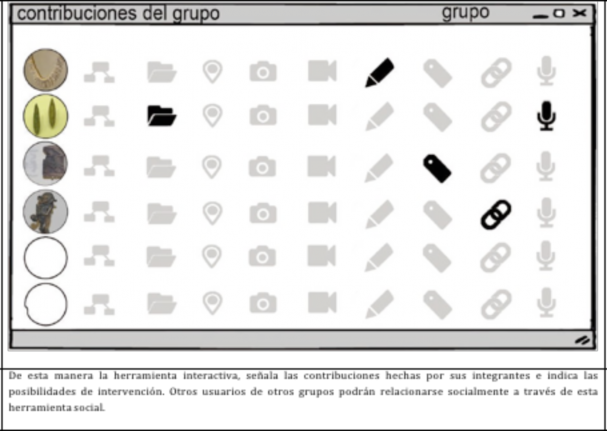 contribuciones del grupo grupo
De esta manera la herramienta interactiva, señala las contribuciones hechas por sus integrantes e indica las
posibilidades de intervención. Otros usuarios de otros grupos podrán relacionarse socialmente a través de esta
herramienta social.